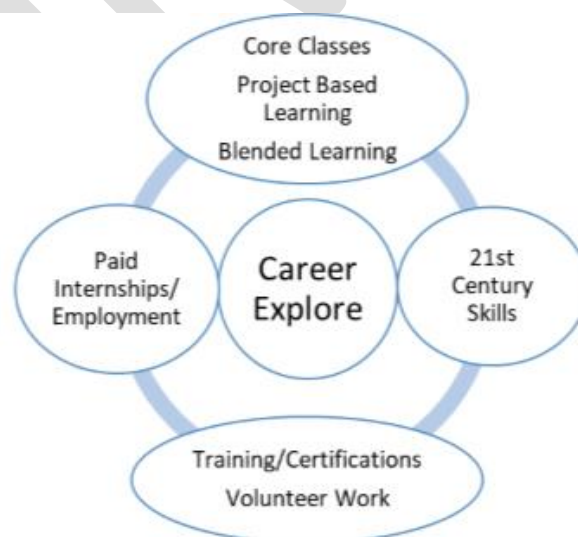 Core Classes
Project Based
Learning
Blended Learning
Paid
Internships/
Employment
Career
Explore
21st
Century
Skills
Training/Certifications
Volunteer Work